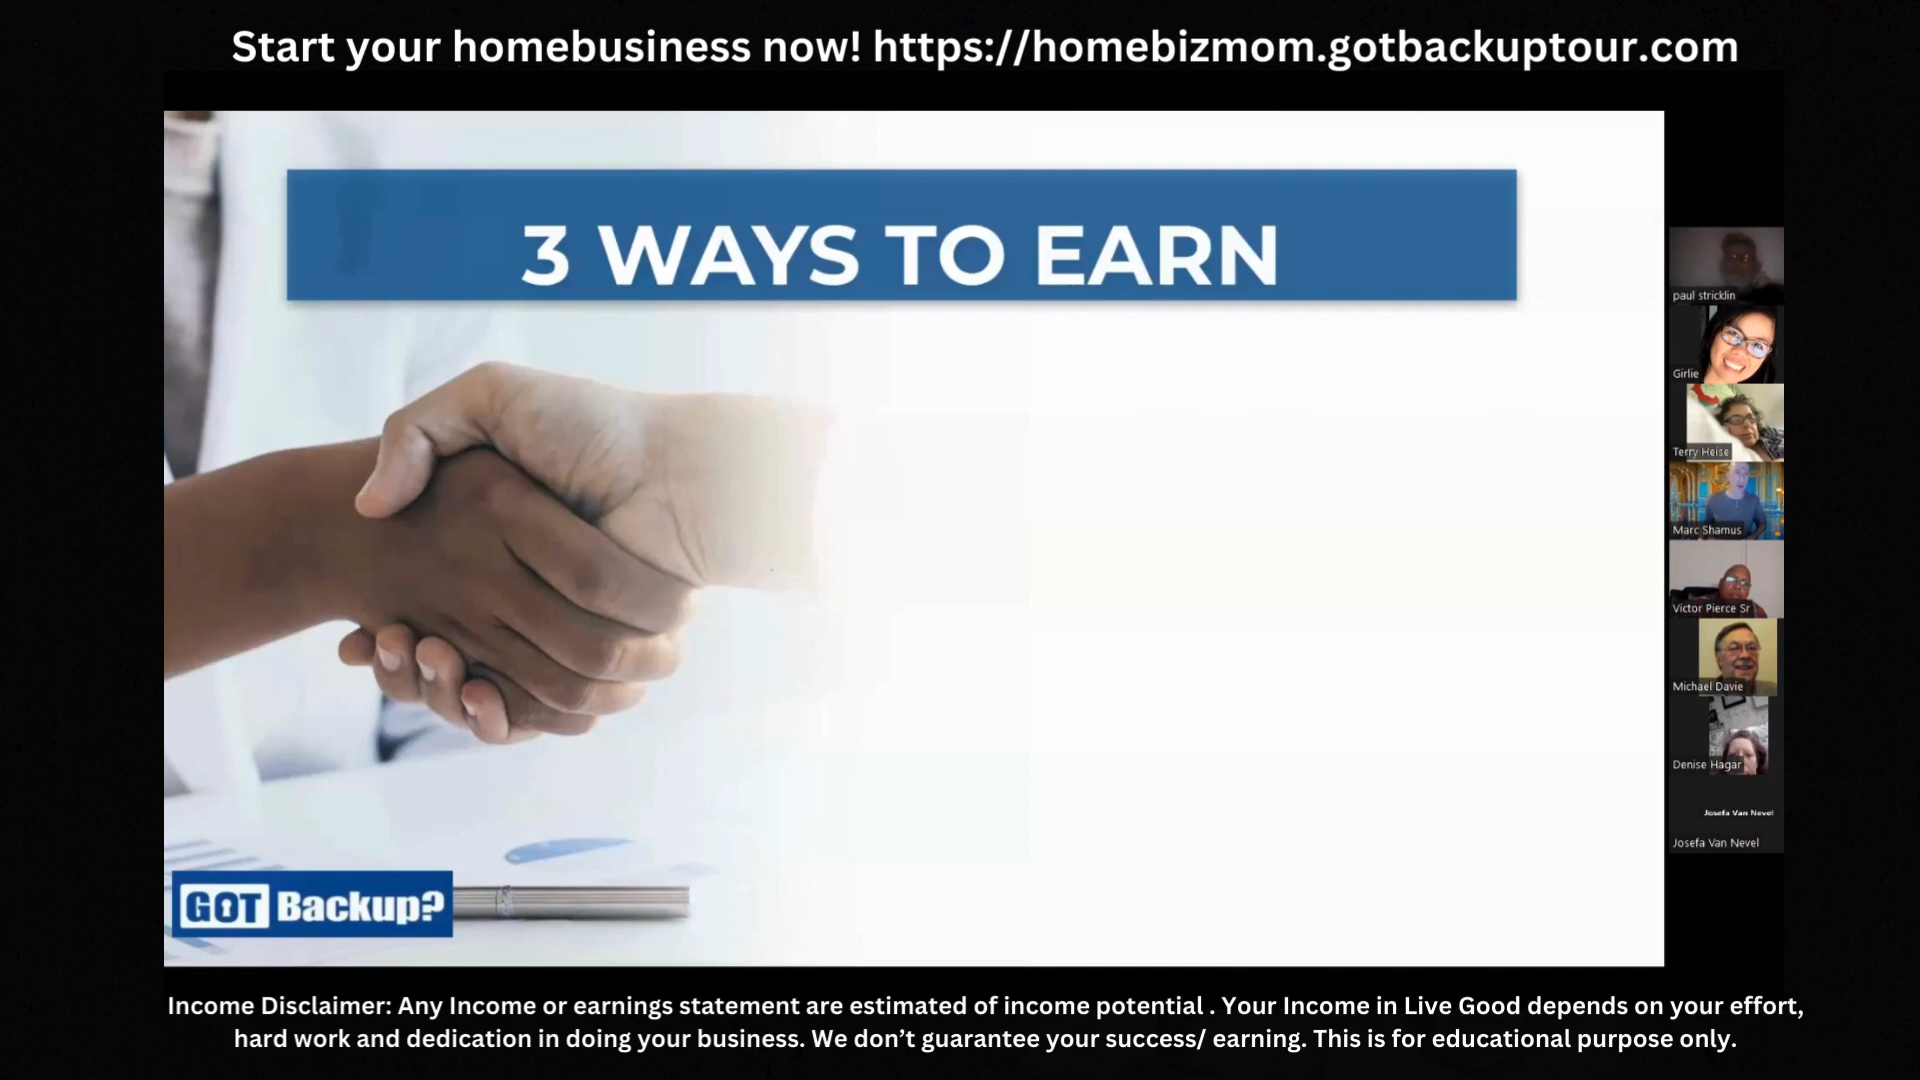 Start your homebusiness now! https://homebizmom.gotbackuptour.com
3 WAYS TO EARN
paul stricklin
Girlie
Terry Heise
Marc Shamus
Victor Pierce Sr
Michael Davie
Denise Hagar
Josefa Van Nevel
Josefa Van Nevel
GOT Backup?
Income Disclaimer: Any Income or earnings statement are estimated of income potential . Your Income in Live Good depends on your effort,
hard work and dedication in doing your business. We don’t guarantee your success/ earning. This is for educational purpose only.